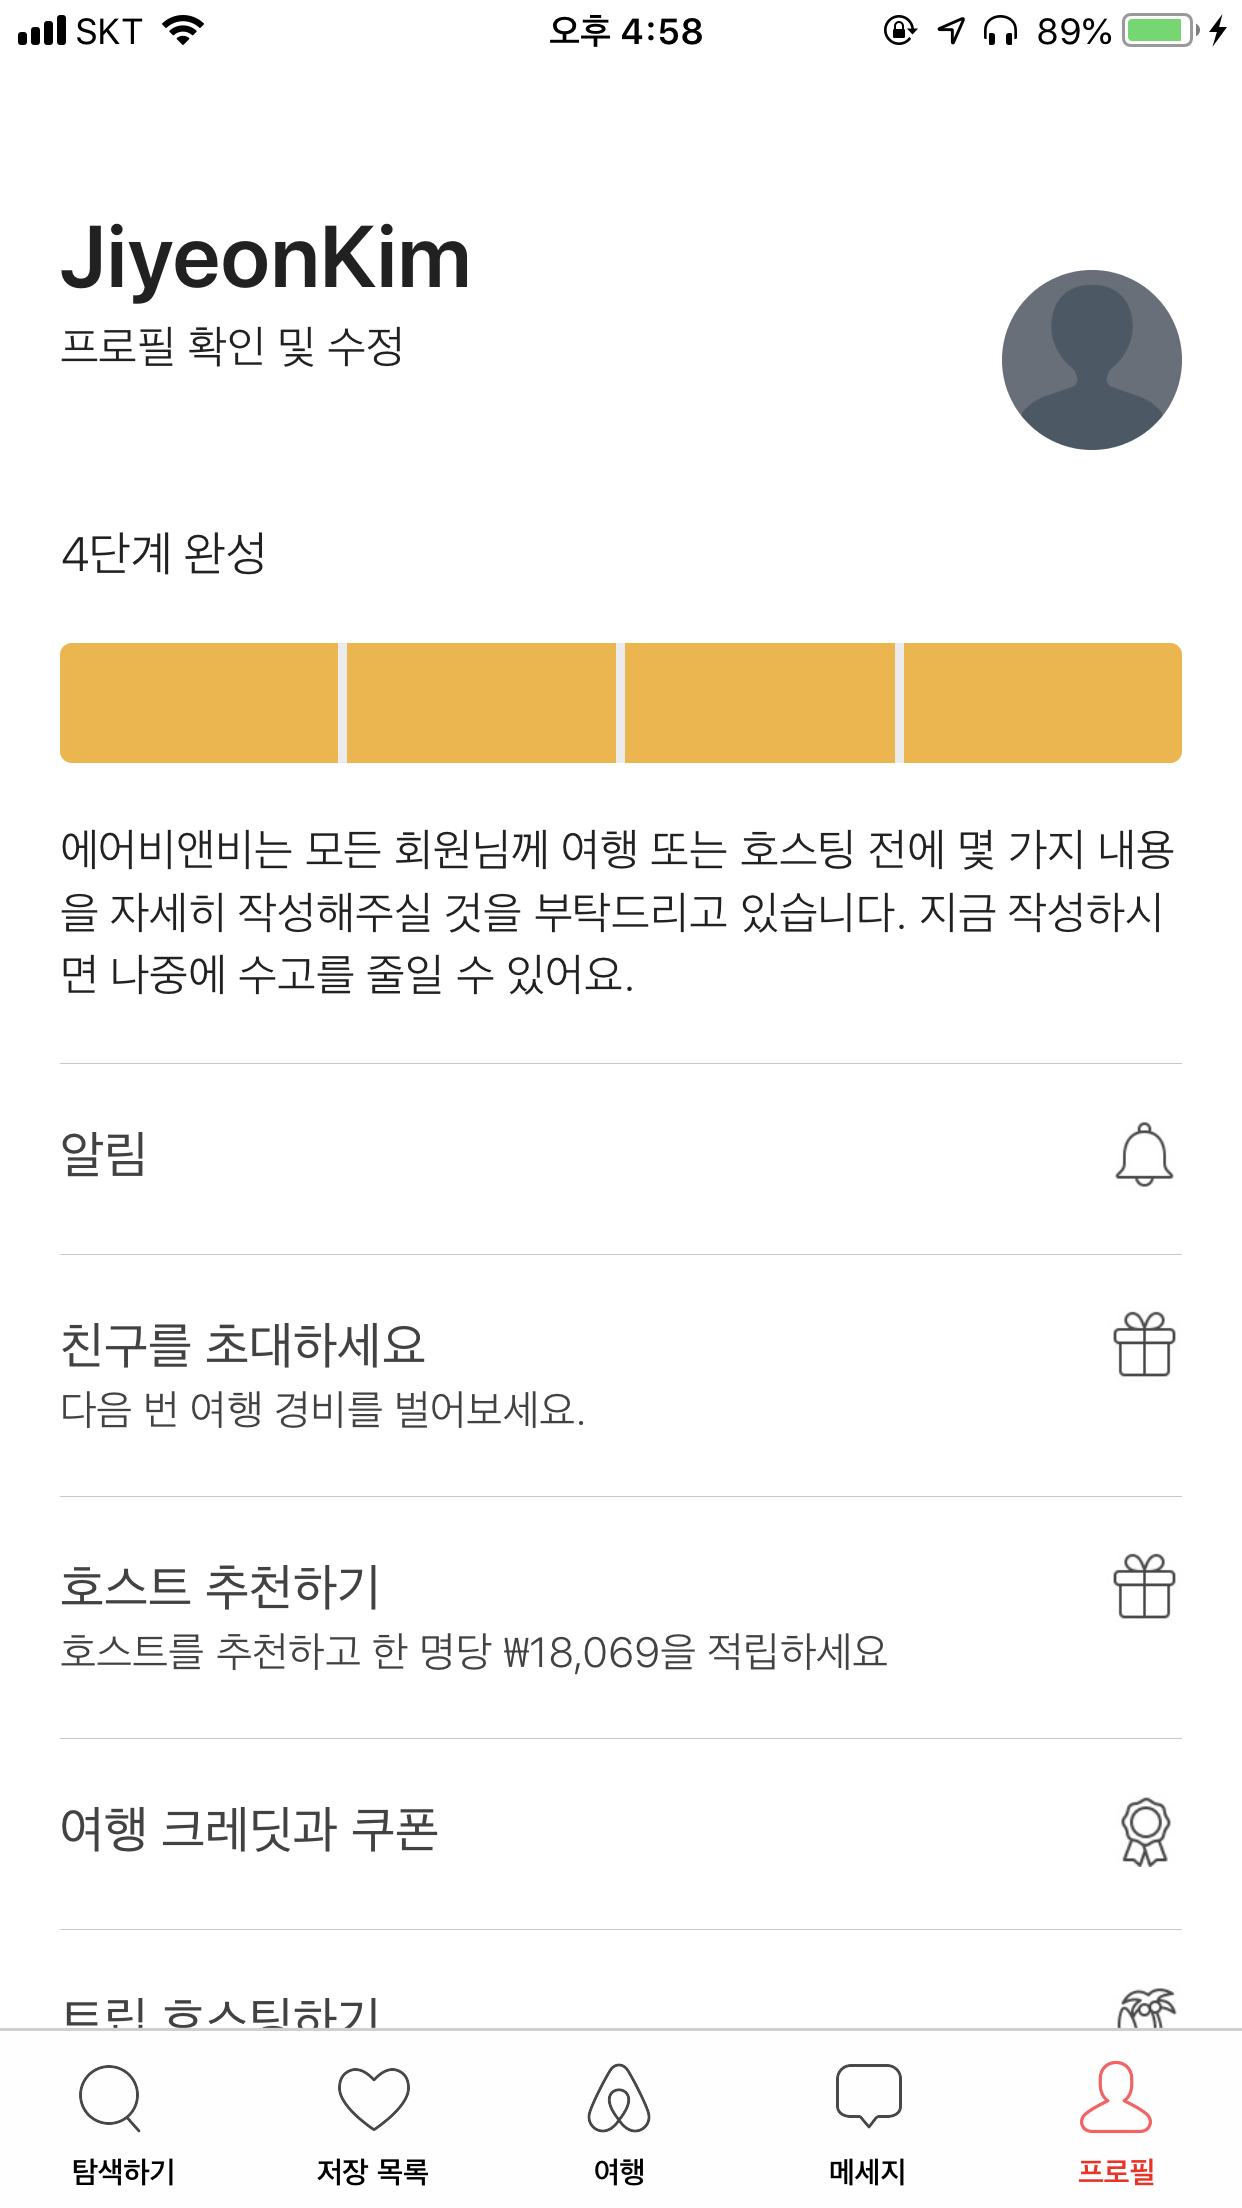 SKT 오후 4:58 89%
JiyeonKim
프로필 확인 및 수정
4단계 완성
에어비앤비는 모든 회원님께 여행 또는 호스팅 전에 몇 가지 내용
을 자세히 작성해주실 것을 부탁드리고 있습니다. 지금 작성하시
면 나중에 수고를 줄일 수 있어요.
알림
친구를 초대하세요
다음 번 여행 경비를 벌어보세요.
호스트 추천하기
호스트를 추천하고 한 명당 ₩18,069을 적립하세요
여행 크레딧과 쿠폰
트립 호스팅하기
탐색하기 저장 목록 여행 메세지 프로필